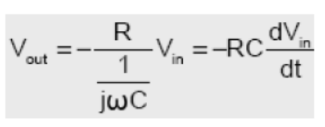 V_out = - R / (1 / jωC) V_in = -RC dV_in / dt